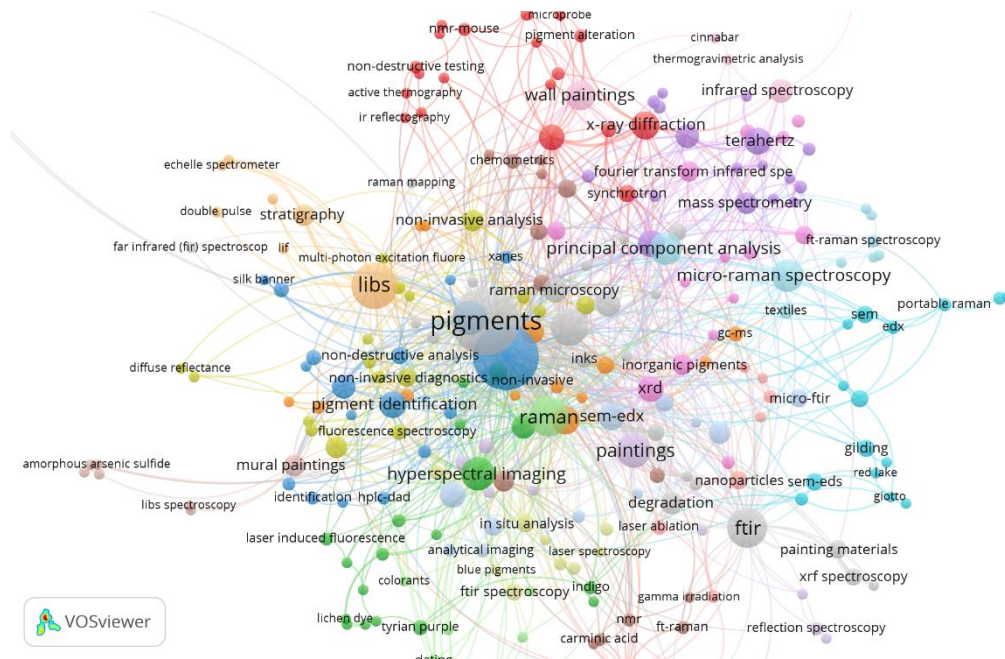 microprobe
nmr-mouse
pigment alteration
cinnabar
thermogravimetric analysis
non-destructive testing
active thermography
wall paintings
infrared spectroscopy
ir reflectography
x-ray diffraction
terahertz
echelle spectrometer
chemometrics
fourier transform infrared spe
raman mapping
synchrotron
mass spectrometry
double pulse
stratigraphy
non-invasive analysis
ft-raman spectroscopy
far infrared (fir) spectroscop
lif
principal component analysis
multi-photon excitation fluore
xanes
silk banner
libs
raman microscopy
micro-raman spectroscopy
portable raman
textiles
sem
pigments
edx
gc-ms
non-destructive analysis
inks
inorganic pigments
diffuse reflectance
non-invasive diagnostics
non-invasive
xrd
pigment identification
micro-ftir
raman
sem-edx
fluorescence spectroscopy
paintings
gilding
amorphous arsenic sulfide
mural paintings
hyperspectral imaging
red lake
nanoparticles
sem-eds
identification
hplc-dad
giotto
libs spectroscopy
degradation
in situ analysis
laser ablation
ftir
laser induced fluorescence
analytical imaging
laser spectroscopy
painting materials
blue pigments
colorants
xrf spectroscopy
ftir spectroscopy
indigo
gamma irradiation
lichen dye
nmr
ft-raman
tyrian purple
reflection spectroscopy
carminic acid
dating
VOSviewer